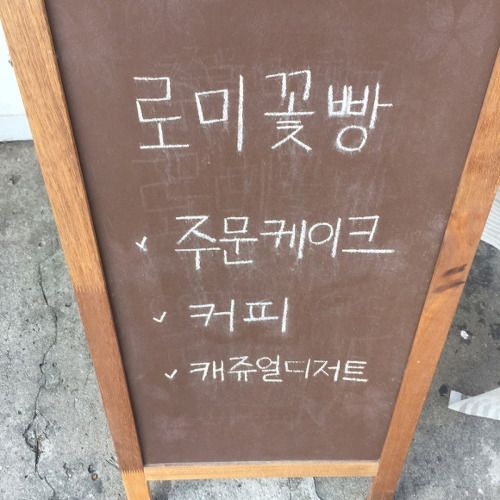 로미꽃빵
✓ 주문케이크
✓ 커피
✓ 캐쥬얼디저트